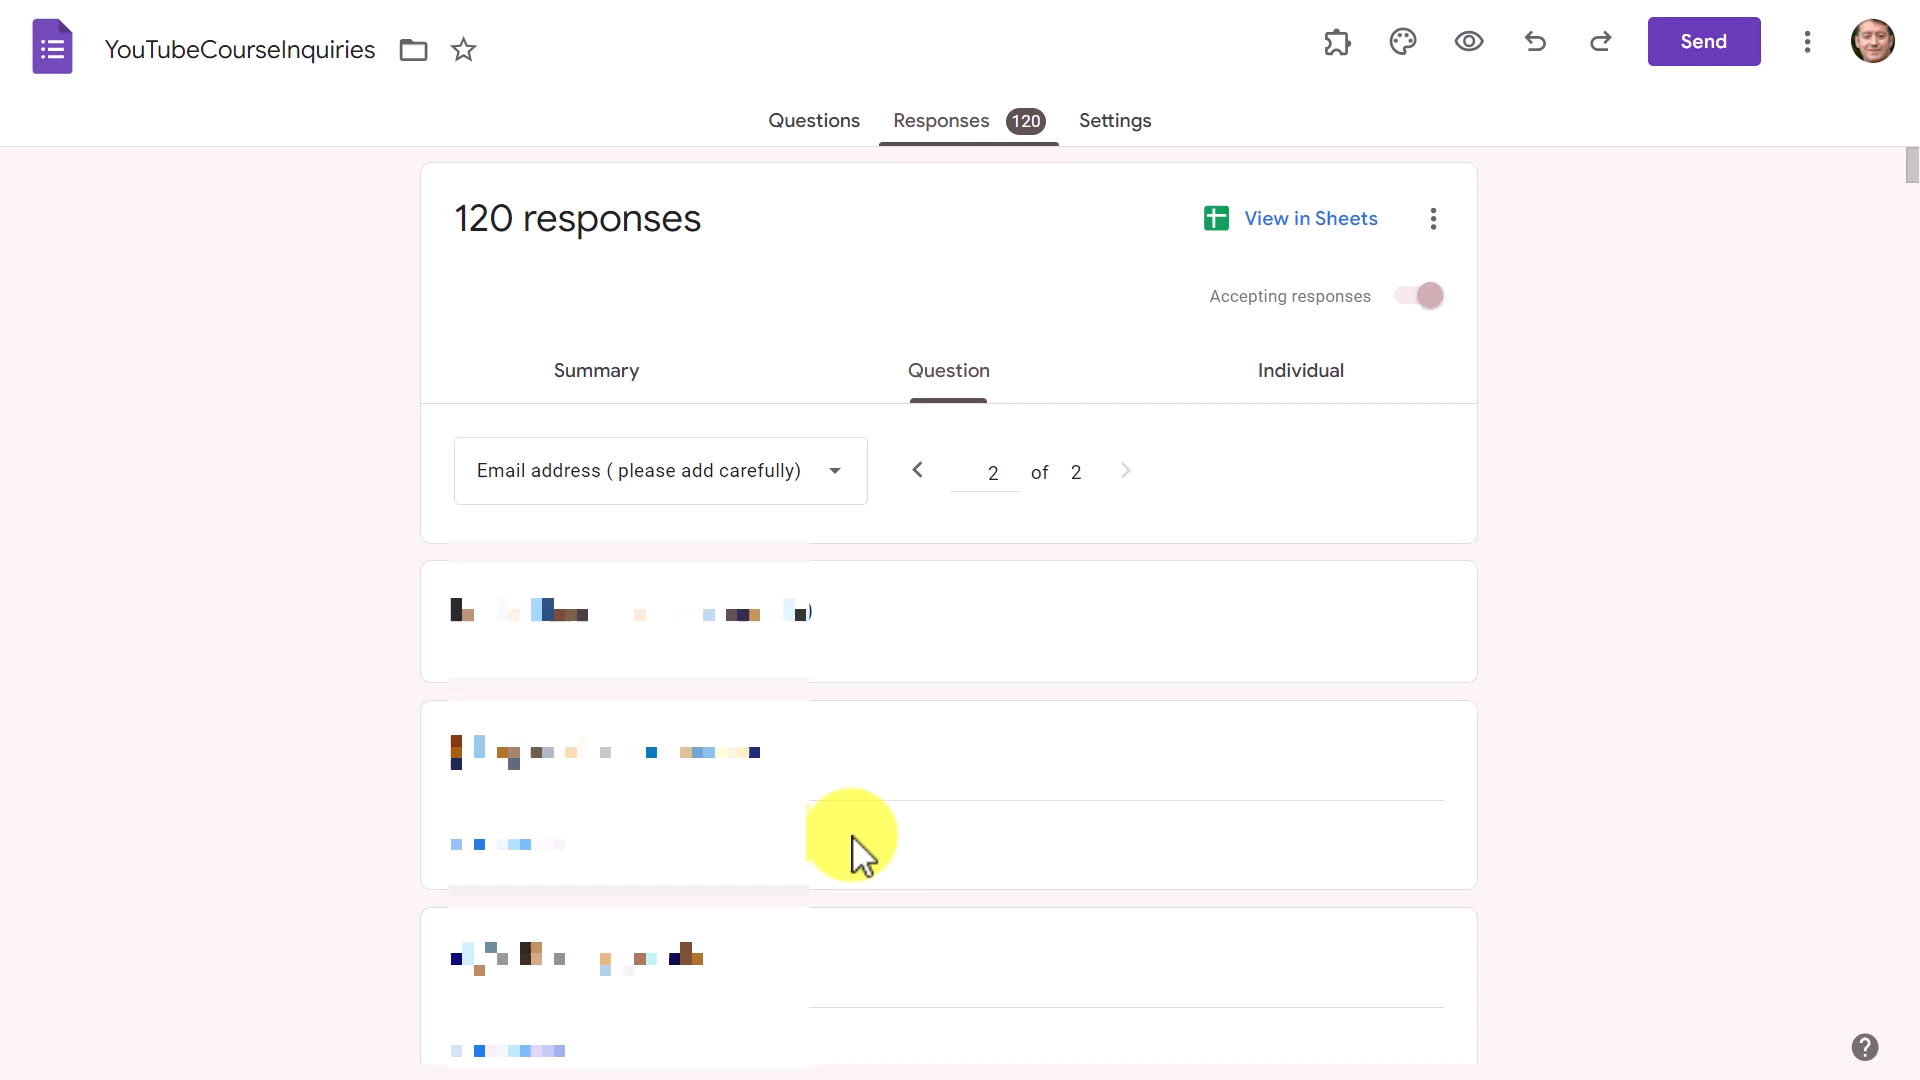 YouTubeCourseInquiries
Send
Questions Responses 120 Settings
120 responses
View in Sheets
Accepting responses
Summary Question Individual
Email address ( please add carefully) 2 of 2